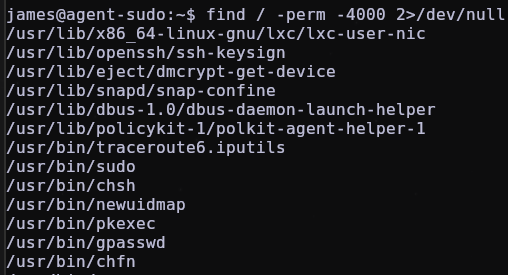 james@agent-sudo:~$ find / -perm -4000 2>/dev/null
/usr/lib/x86_64-linux-gnu/lxc/lxc-user-nic
/usr/lib/openssh/ssh-keysign
/usr/lib/eject/dmcrypt-get-device
/usr/lib/snapd/snap-confine
/usr/lib/dbus-1.0/dbus-daemon-launch-helper
/usr/lib/policykit-1/polkit-agent-helper-1
/usr/bin/traceroute6.iputils
/usr/bin/sudo
/usr/bin/chsh
/usr/bin/newuidmap
/usr/bin/pkexec
/usr/bin/gpasswd
/usr/bin/chfn